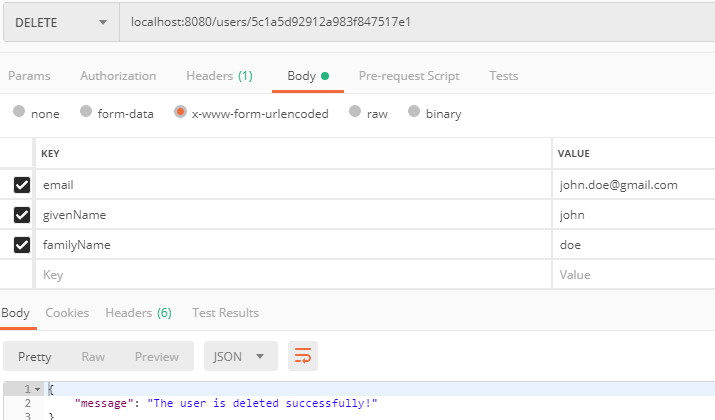 DELETE localhost:8080/users/5c1a5d92912a983f847517e1
Params Authorization Headers (1) Body Pre-request Script Tests
none form-data x-www-form-urlencoded raw binary
KEY VALUE
email john.doe@gmail.com
givenName john
familyName doe
Key Value
Body Cookies Headers (6) Test Results
Pretty Raw Preview JSON
1 {
2 "message": "The user is deleted successfully!"
3 }